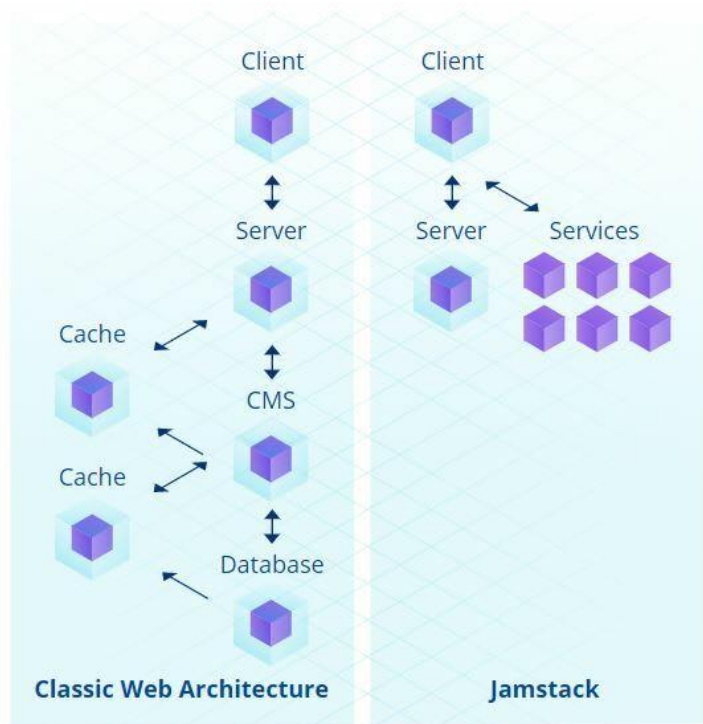 Client
Server
Cache
CMS
Cache
Database
Classic Web Architecture
Client
Server
Services
Jamstack